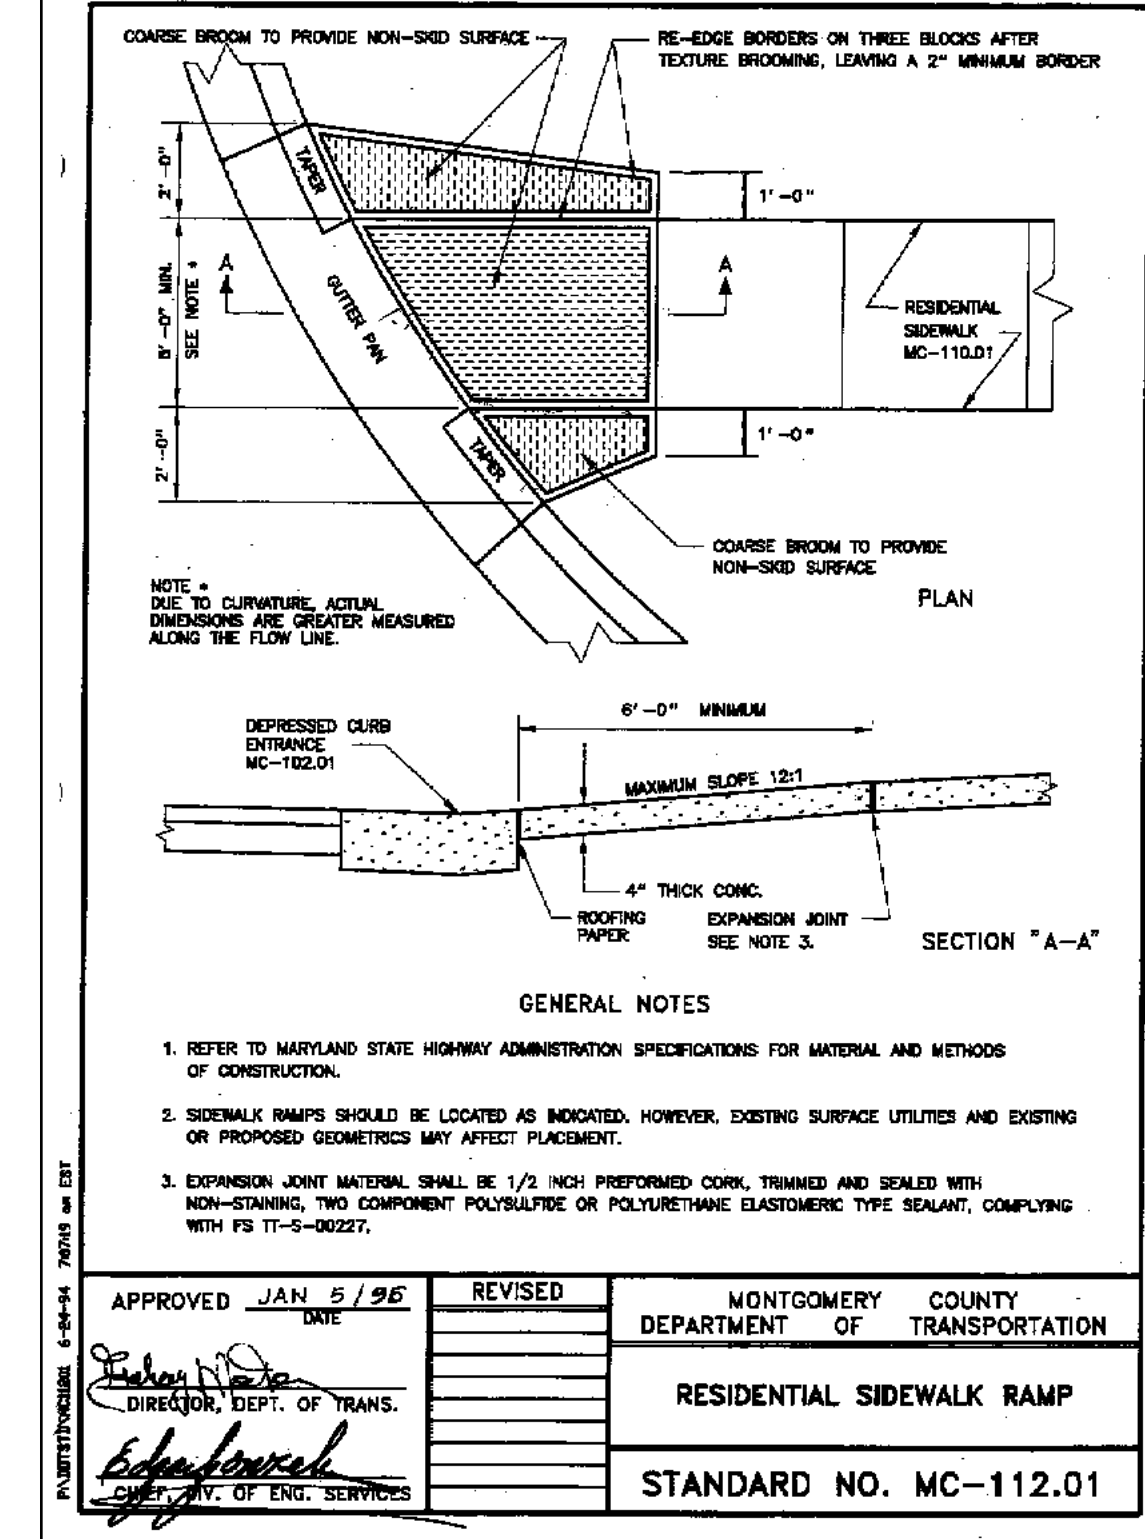 COARSE BROOM TO PROVIDE NON-SKID SURFACE
RE-EDGE BORDERS ON THREE BLOCKS AFTER
TEXTURE BROOMING, LEAVING A 2" MINIMUM BORDER
TAPER
2'-0"
1'-0"
A
A
MIN.
SEE NOTE *
GUTTER PAN
RESIDENTIAL
SIDEWALK
MC-110.01
2'-0"
TAPER
1'-0"
COARSE BROOM TO PROVIDE
NON-SKID SURFACE
PLAN
NOTE *
DUE TO CURVATURE, ACTUAL
DIMENSIONS ARE GREATER MEASURED
ALONG THE FLOW LINE.
6'-0" MINIMUM
DEPRESSED CURB
ENTRANCE
MC-102.01
MAXIMUM SLOPE 12:1
4" THICK CONC.
ROOFING
PAPER
EXPANSION JOINT
SEE NOTE 3.
SECTION "A-A"
GENERAL NOTES
1. REFER TO MARYLAND STATE HIGHWAY ADMINISTRATION SPECIFICATIONS FOR MATERIAL AND METHODS
OF CONSTRUCTION.
2. SIDEWALK RAMPS SHOULD BE LOCATED AS INDICATED. HOWEVER, EXISTING SURFACE UTILITIES AND EXISTING
OR PROPOSED GEOMETRICS MAY AFFECT PLACEMENT.
3. EXPANSION JOINT MATERIAL SHALL BE 1/2 INCH PREFORMED CORK, TRIMMED AND SEALED WITH
NON-STAINING, TWO COMPONENT POLYSULFIDE OR POLYURETHANE ELASTOMERIC TYPE SEALANT, COMPLYING
WITH FS TT-S-00227.
6-24-94 7:07:19 am EST
APPROVED JAN 5/96
DATE
DIRECTOR, DEPT. OF TRANS.
CHIEF, DIV. OF ENG. SERVICES
REVISED
MONTGOMERY COUNTY
DEPARTMENT OF TRANSPORTATION
RESIDENTIAL SIDEWALK RAMP
STANDARD NO. MC-112.01